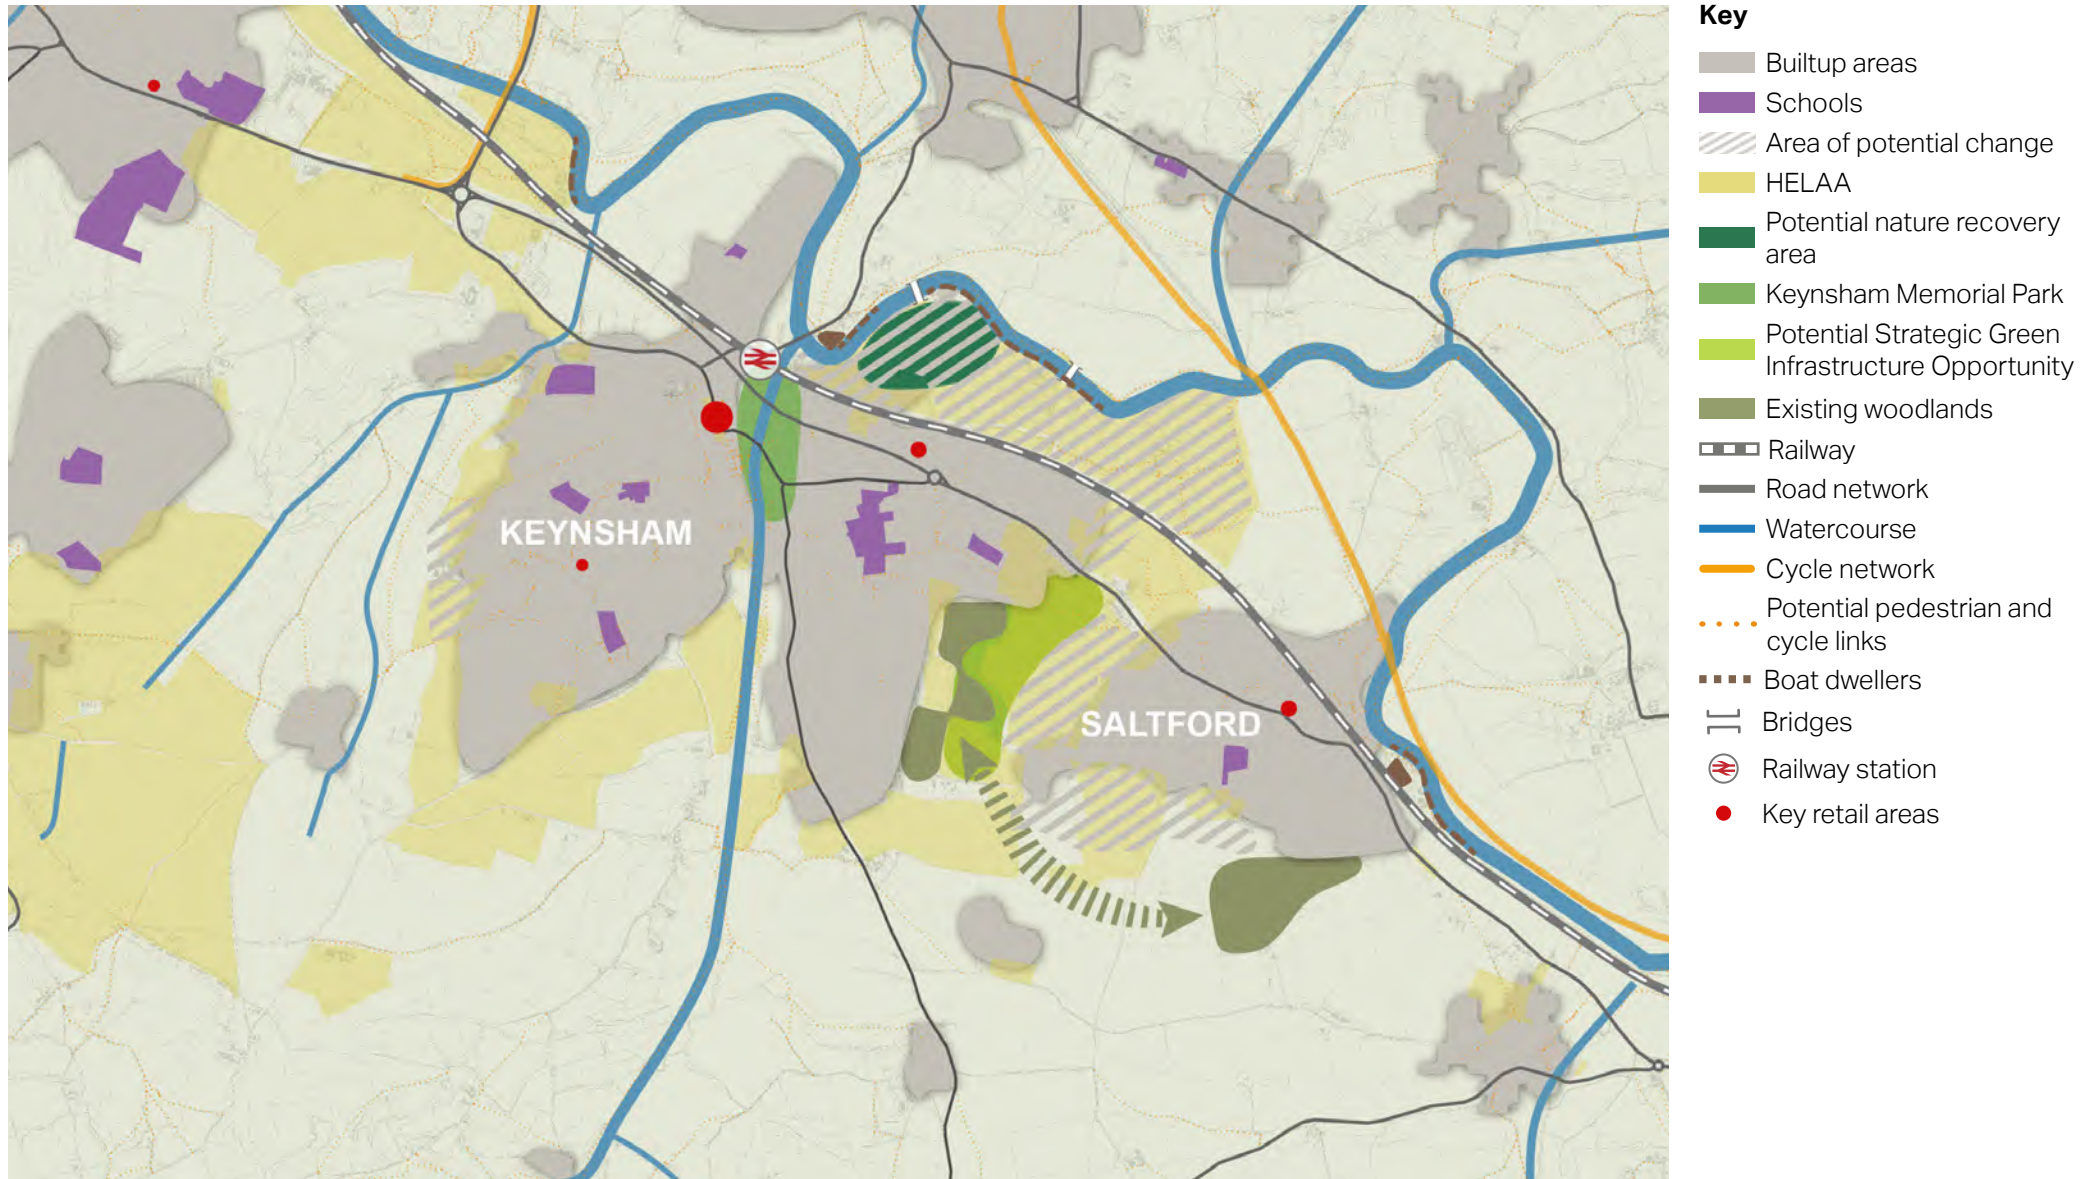 Key
Builtup areas
Schools
Area of potential change
HELAA
Potential nature recovery
area
Keynsham Memorial Park
Potential Strategic Green
Infrastructure Opportunity
Existing woodlands
Railway
Road network
Watercourse
Cycle network
Potential pedestrian and
cycle links
Boat dwellers
Bridges
Railway station
Key retail areas
KEYNSHAM
SALTFORD